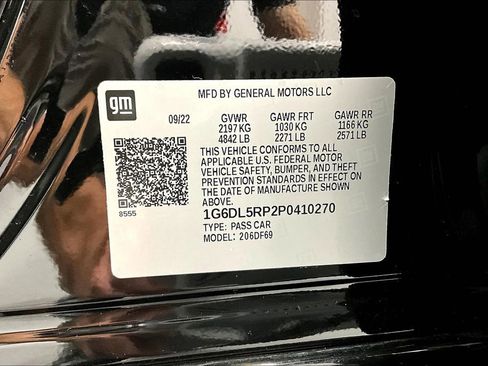 gm
MFD BY GENERAL MOTORS LLC
09/22 GVWR GAWR FRT GAWR RR
2197 KG 1030 KG 1166 KG
4842 LB 2271 LB 2571 LB
THIS VEHICLE CONFORMS TO ALL
APPLICABLE U.S. FEDERAL MOTOR
VEHICLE SAFETY, BUMPER, AND THEFT
PREVENTION STANDARDS IN EFFECT ON THE
DATE OF MANUFACTURE SHOWN ABOVE.
8555
1G6DL5RP2P0410270
TYPE: PASS CAR
MODEL: 206DF69